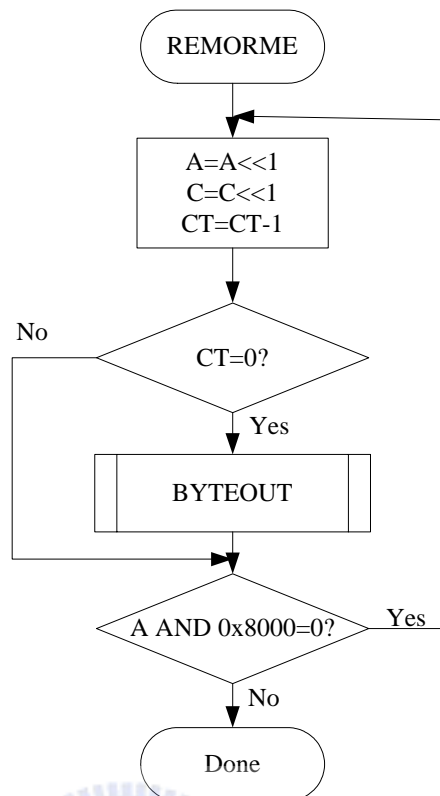 REMORME
A=A<<1
C=C<<1
CT=CT-1
No
CT=0?
Yes
BYTEOUT
A AND 0x8000=0?
Yes
No
Done